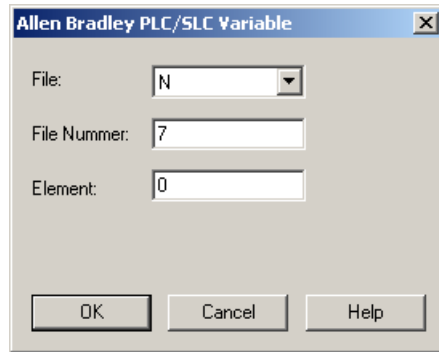 Allen Bradley PLC/SLC Variable
File: N
File Nummer: 7
Element: 0
OK Cancel Help